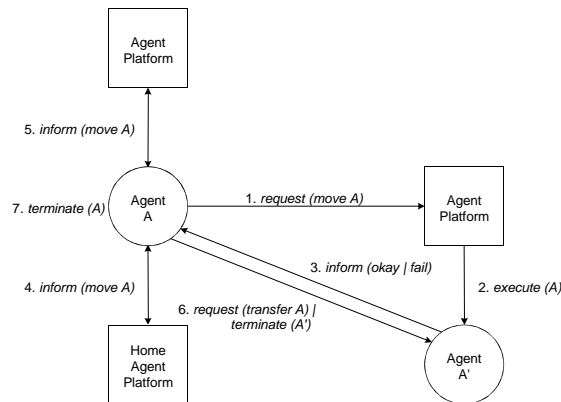 Agent
Platform
5. inform (move A)
Agent
A
7. terminate (A)
1. request (move A)
Agent
Platform
3. inform (okay | fail)
2. execute (A)
4. inform (move A)
6. request (transfer A) |
terminate (A')
Home
Agent
Platform
Agent
A'